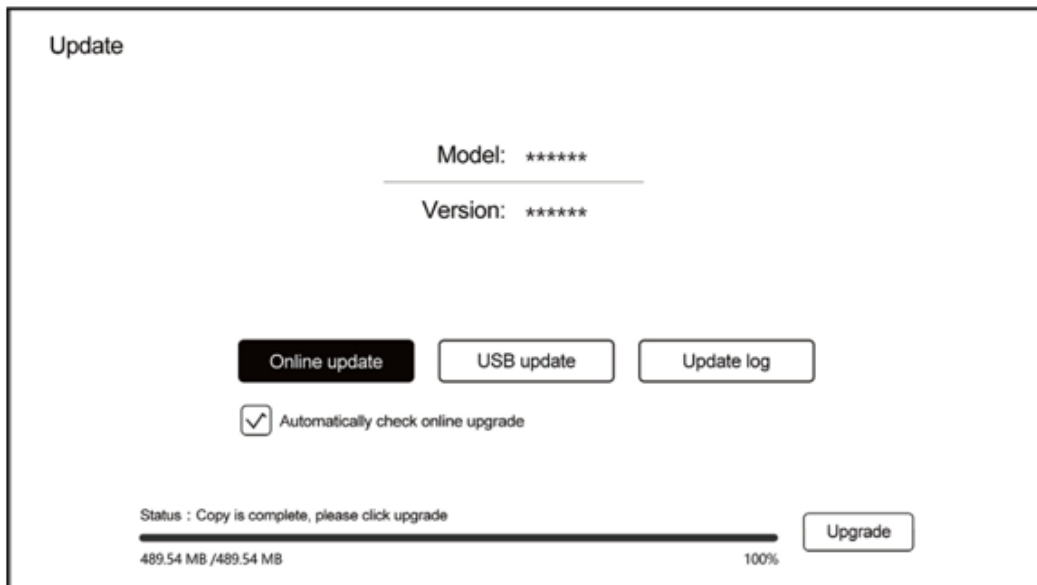 Update
Model: ******
Version: ******
Online update
USB update
Update log
Automatically check online upgrade
Status : Copy is complete, please click upgrade
Upgrade
489.54 MB /489.54 MB
100%